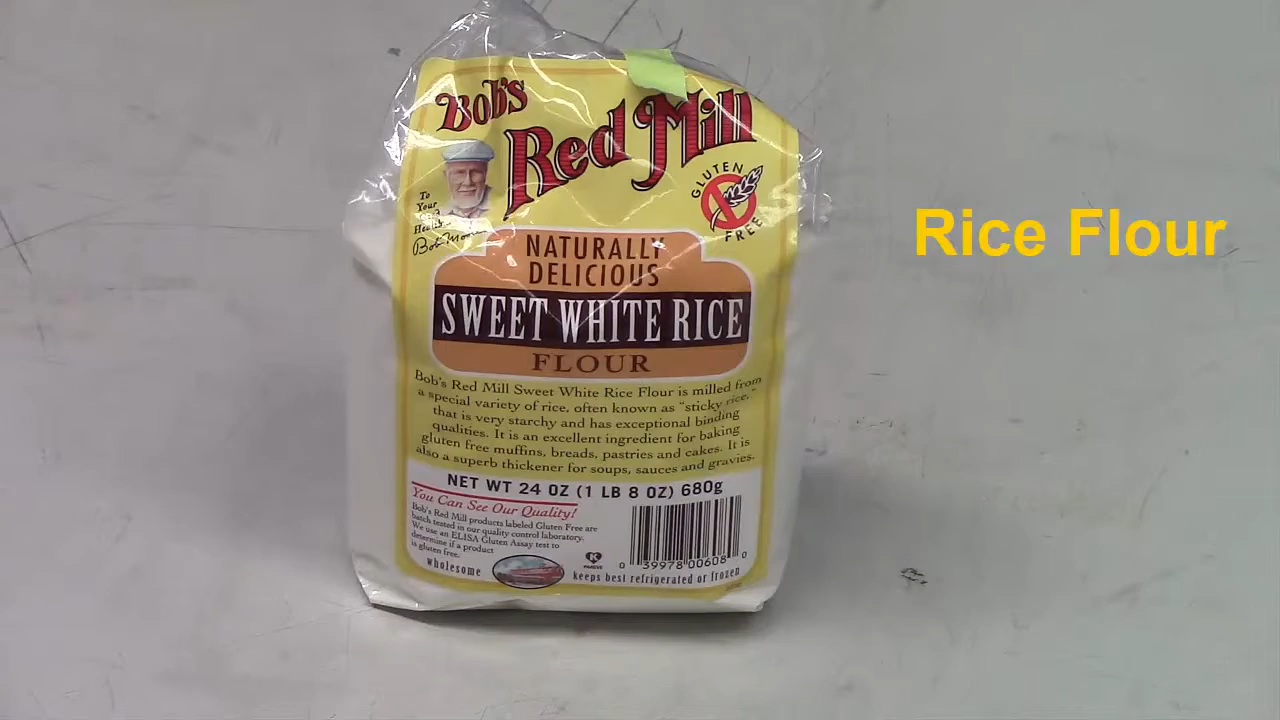 Bob's
Red Mill
To
Your
Good
Health
Bob Moore
GLUTEN
FREE
Rice Flour
NATURALLY
DELICIOUS
SWEET WHITE RICE
FLOUR
Bob's Red Mill Sweet White Rice Flour is milled from
a special variety of rice, often known as "sticky rice,"
that is very starchy and has exceptional binding
qualities. It is an excellent ingredient for baking
gluten free muffins, breads, pastries and cakes. It is
also a superb thickener for soups, sauces and gravies.
NET WT 24 OZ (1 LB 8 OZ) 680g
You Can See Our Quality!
Bob's Red Mill products labeled Gluten Free are
batch tested in our quality control laboratory.
We use an ELISA Gluten Assay test to
determine if a product
is gluten free.
K
PAREVE
0 39978 00608 0
wholesome
keeps best refrigerated or frozen